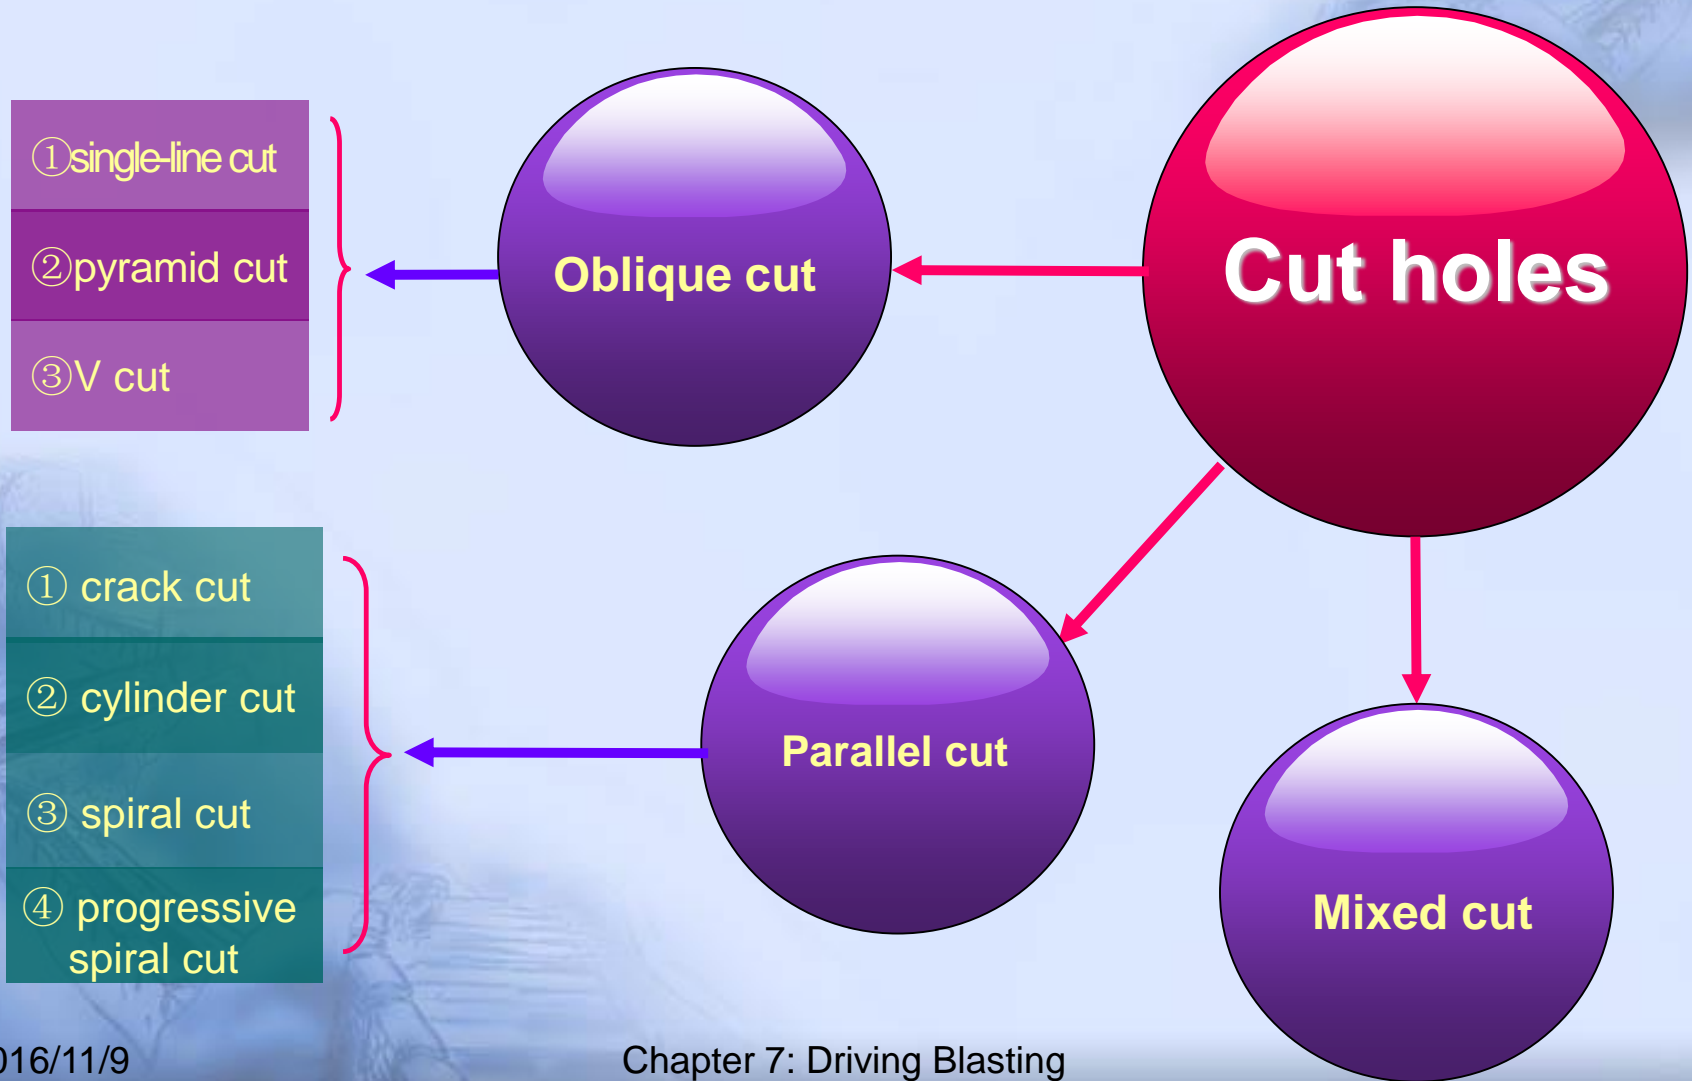 Cut holes
Oblique cut
①single-line cut
②pyramid cut
③V cut
Parallel cut
① crack cut
② cylinder cut
③ spiral cut
④ progressive
spiral cut
Mixed cut
016/11/9
Chapter 7: Driving Blasting